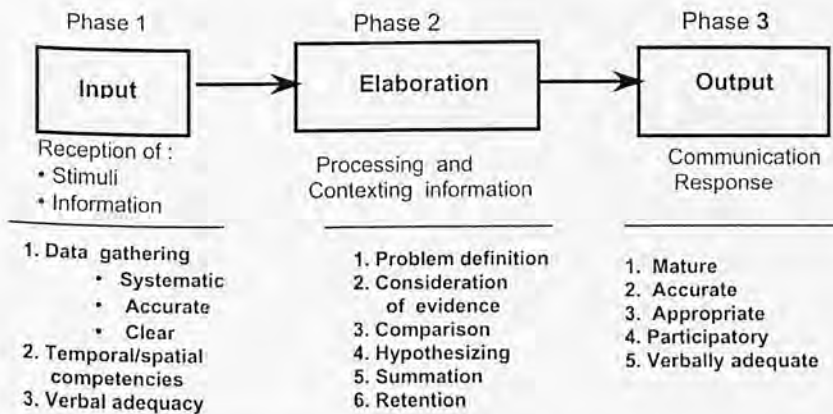 Phase 1
Input
Reception of :
• Stimuli
• Information
1. Data gathering
• Systematic
• Accurate
• Clear
2. Temporal/spatial
competencies
3. Verbal adequacy
Phase 2
Elaboration
Processing and
Contexting information
1. Problem definition
2. Consideration
of evidence
3. Comparison
4. Hypothesizing
5. Summation
6. Retention
Phase 3
Output
Communication
Response
1. Mature
2. Accurate
3. Appropriate
4. Participatory
5. Verbally adequate